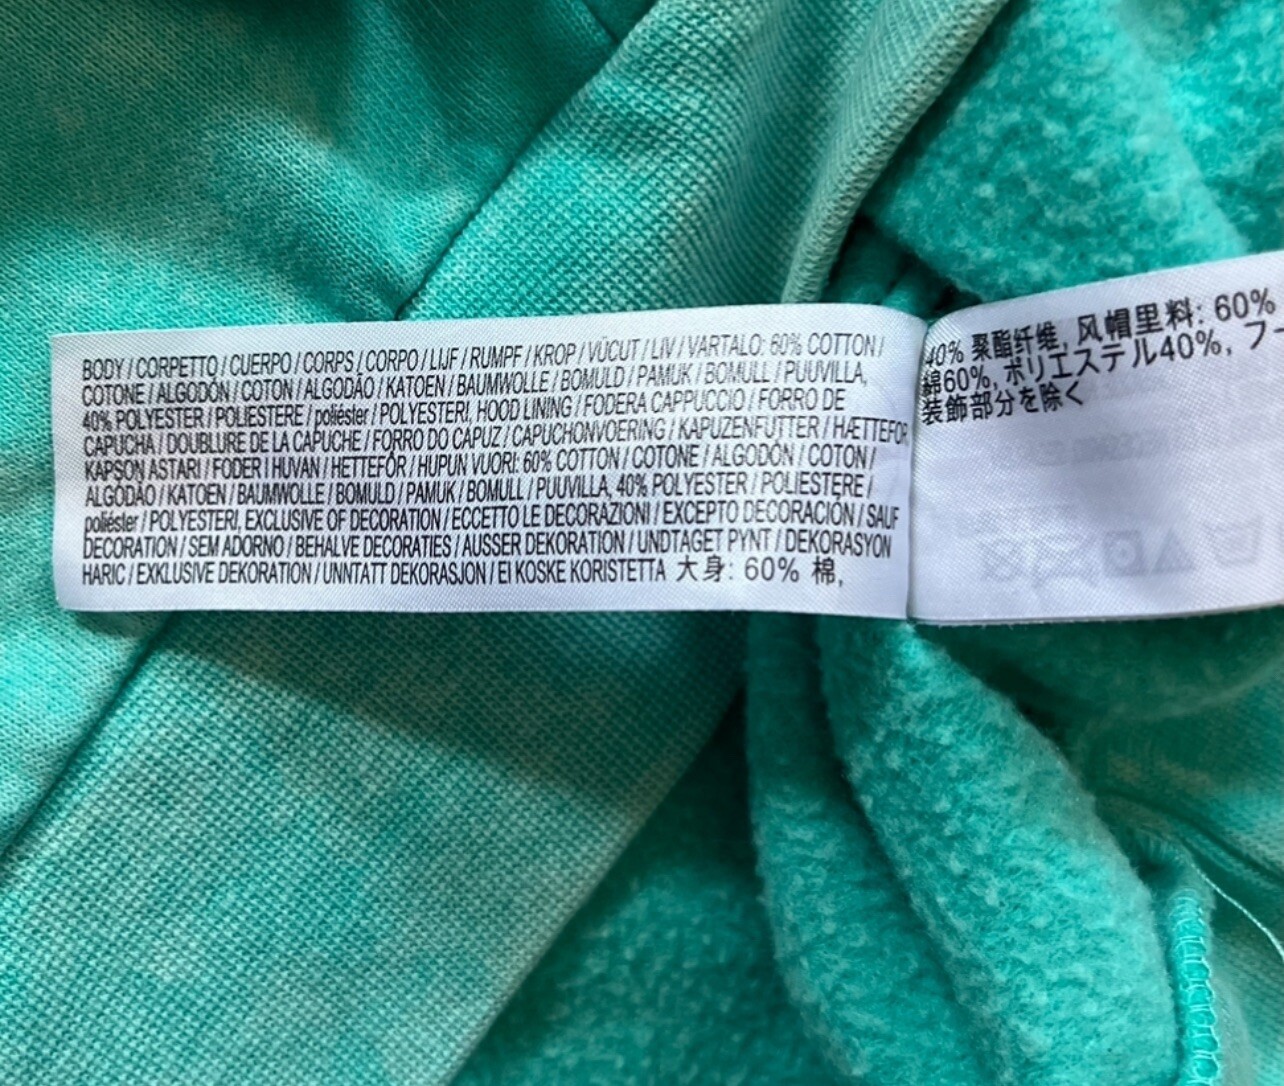 BODY / CORPETTO / CUERPO / CORPS / CORPO / LIJF / RUMPF / KROP / VÜCUT / LIV / VARTALO: 60% COTTON /
COTONE / ALGODÓN / COTON / ALGODÃO / KATOEN / BAUMWOLLE / BOMULD / PAMUK / BOMULL / PUUVILLA,
40% POLYESTER / POLIESTERE / poliéster / POLYESTERI, HOOD LINING / FODERA CAPPUCCIO / FORRO DE
CAPUCHA / DOUBLURE DE LA CAPUCHE / FORRO DO CAPUZ / CAPUCHONVOERING / KAPUZENFUTTER / HÆTTEFOR
KAPŞON ASTARI / FODER I HUVAN / HETTEFÔR / HUPUN VUORI: 60% COTTON / COTONE / ALGODÓN / COTON /
ALGODÃO / KATOEN / BAUMWOLLE / BOMULD / PAMUK / BOMULL / PUUVILLA, 40% POLYESTER / POLIESTERE /
poliéster / POLYESTERI, EXCLUSIVE OF DECORATION / ECCETTO LE DECORAZIONI / EXCEPTO DECORACIÓN / SAUF
DECORATION / SEM ADORNO / BEHALVE DECORATIES / AUSSER DEKORATION / UNDTAGET PYNT / DEKORASYON
HARIC / EXKLUSIVE DEKORATION / UNNTATT DEKORASJON / EI KOSKE KORISTETTA 大身: 60% 棉,
40% 聚酯纤维, 风帽里料: 60%
綿60%, ポリエステル40%, フー
装飾部分を除く